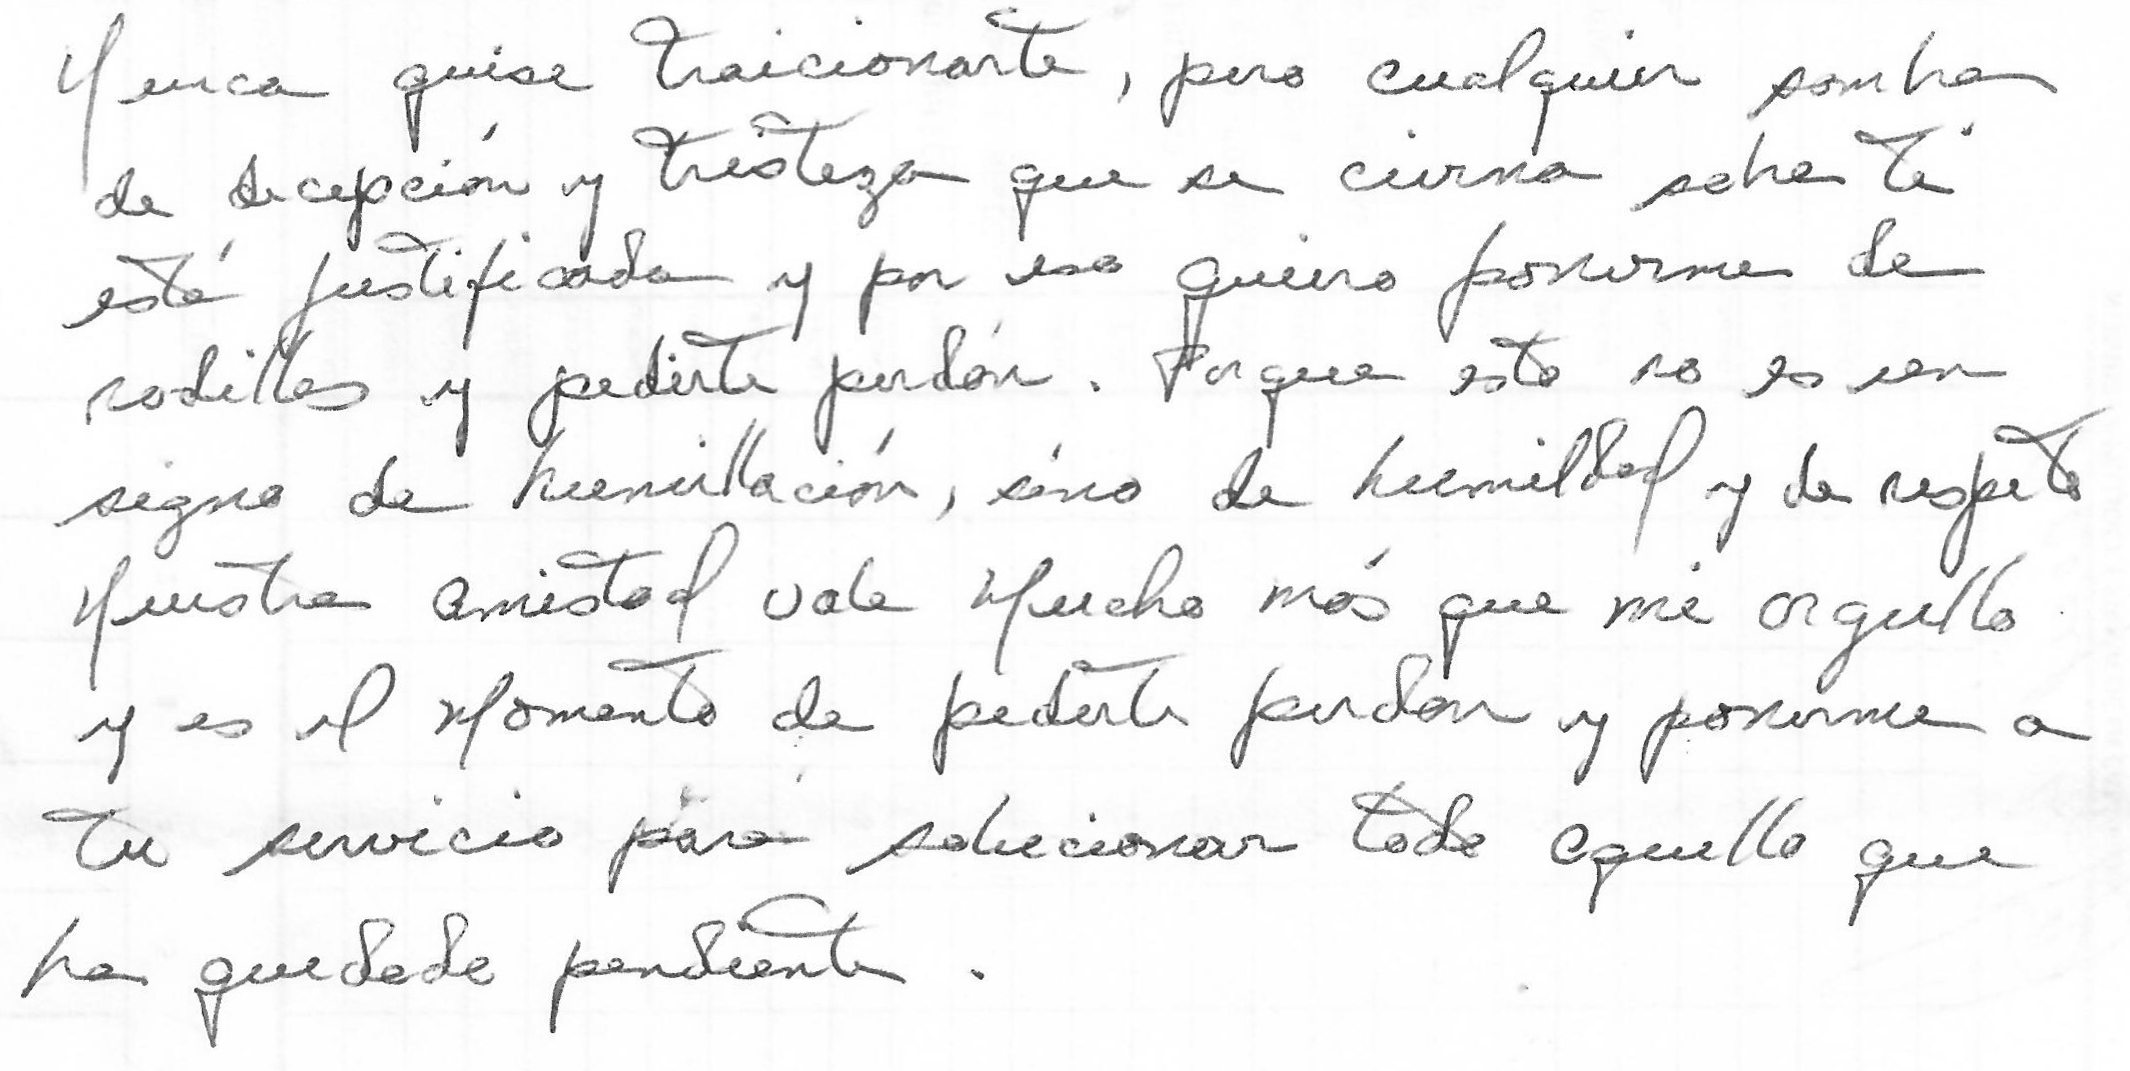 Nunca quise traicionarte, pero cualquier sombra
de decepción y tristeza que se cierna sobre ti
esté justificada y por eso quiero ponerme de
rodillas y pedirte perdón. Porque esto no es un
signo de humillación, sino de humildad y de respeto
Nuestra amistad vale mucho más que mi orgullo
y es el momento de pedirte perdón y ponerme a
tu servicio para solucionar todo aquello que
ha quedado pendiente.